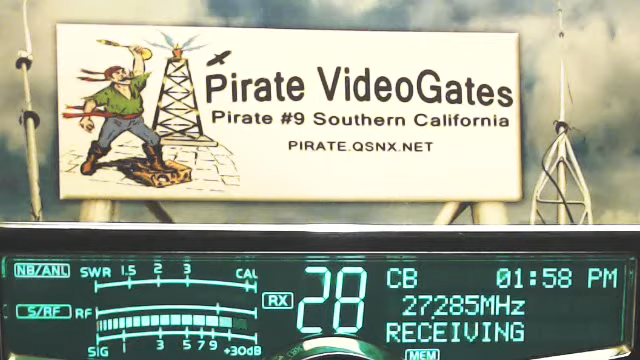 Pirate VideoGates
Pirate #9 Southern California
PIRATE.QSNX.NET
NB/ANL SWR 1.5 2 3 CAL
28 CB 01:58 PM
S/RF RF RX 27285MHz
RECEIVING
SIG 1 3 5 7 9 +30dB
MEM